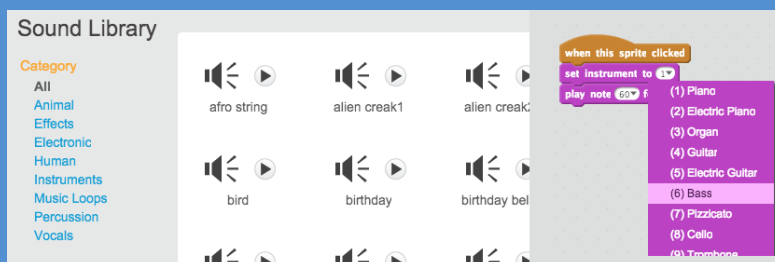 Sound Library
Category
All
Animal
Effects
Electronic
Human
Instruments
Music Loops
Percussion
Vocals
afro string
alien creak1
alien creak2
bird
birthday
birthday bel
when this sprite clicked
set instrument to 1
play note 60 f
(1) Piano
(2) Electric Piano
(3) Organ
(4) Guitar
(5) Electric Guitar
(6) Bass
(7) Pizzicato
(8) Cello
(9) Trombone